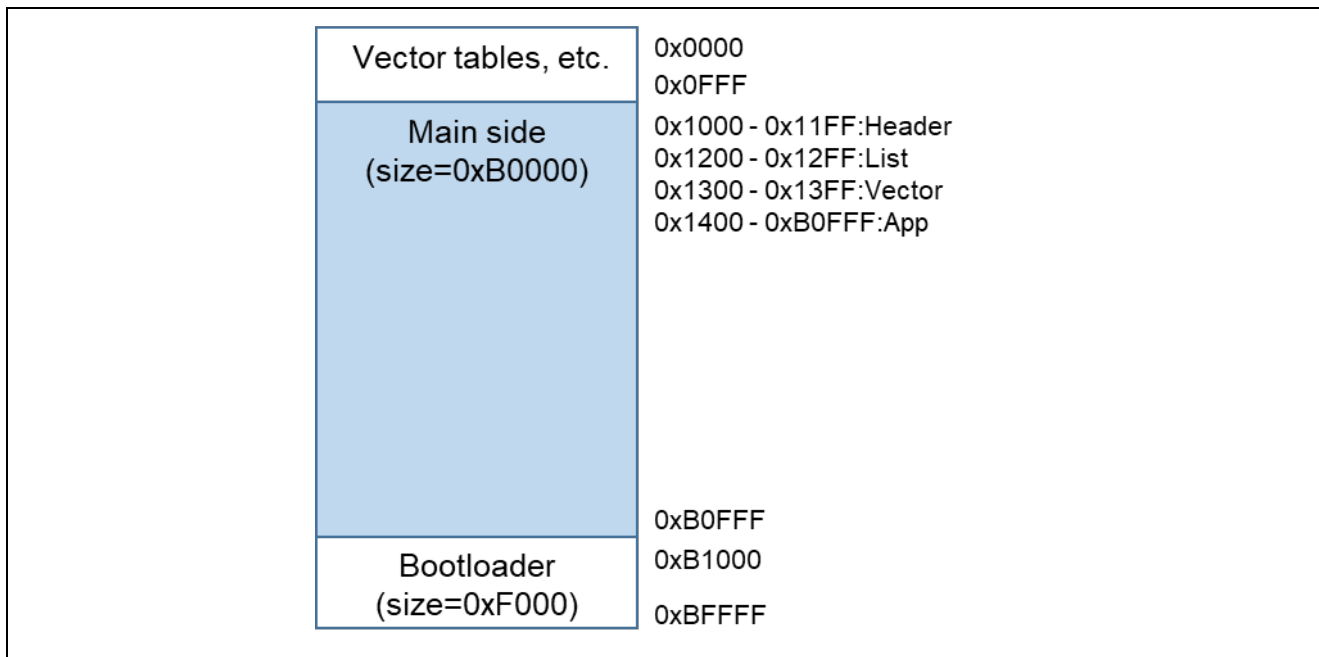 Vector tables, etc.
0x0000
0x0FFF
Main side
(size=0xB0000)
0x1000 - 0x11FF:Header
0x1200 - 0x12FF:List
0x1300 - 0x13FF:Vector
0x1400 - 0xB0FFF:App
0xB0FFF
Bootloader
(size=0xF000)
0xB1000
0xBFFFF